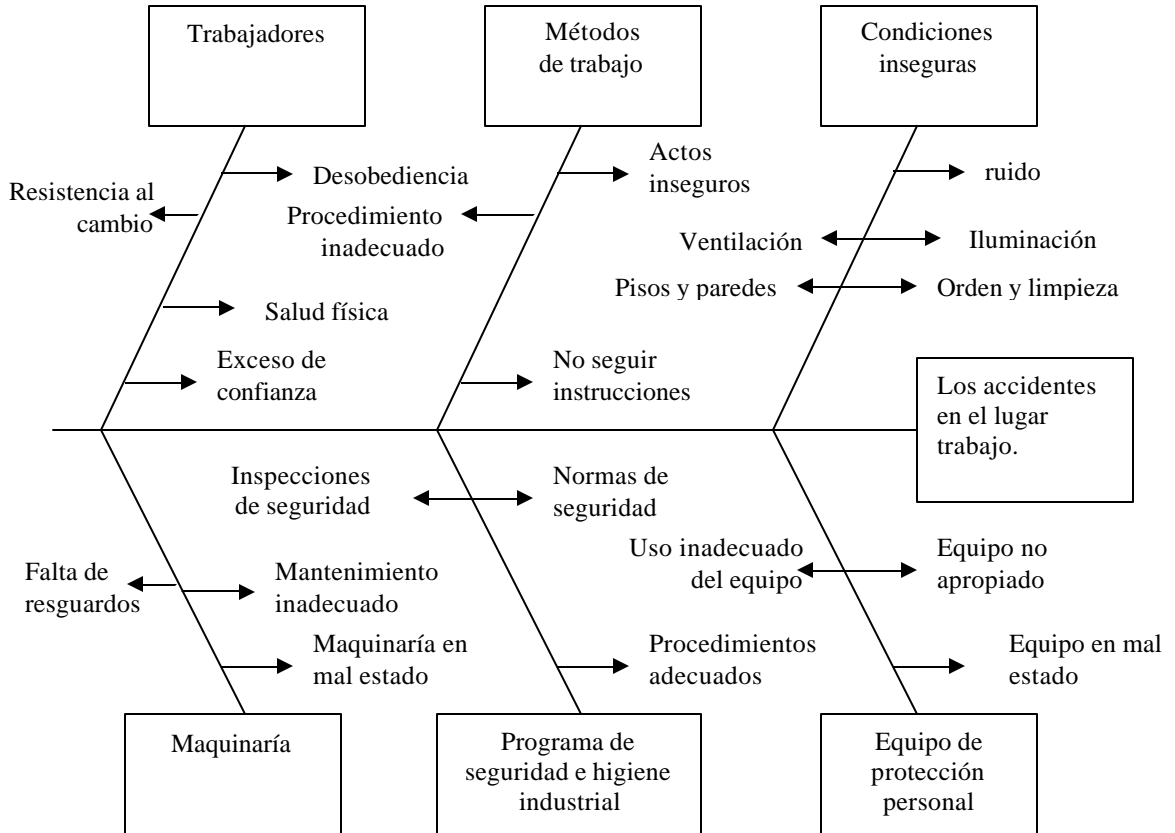 Trabajadores
Métodos
de trabajo
Condiciones
inseguras
Desobediencia
Resistencia al
cambio
Salud física
Exceso de
confianza
Actos
inseguros
Procedimiento
inadecuado
No seguir
instrucciones
ruido
Ventilación
Iluminación
Pisos y paredes
Orden y limpieza
Los accidentes
en el lugar
trabajo.
Falta de
resguardos
Mantenimiento
inadecuado
Maquinaría en
mal estado
Inspecciones
de seguridad
Normas de
seguridad
Procedimientos
adecuados
Uso inadecuado
del equipo
Equipo no
apropiado
Equipo en mal
estado
Maquinaría
Programa de
seguridad e higiene
industrial
Equipo de
protección
personal